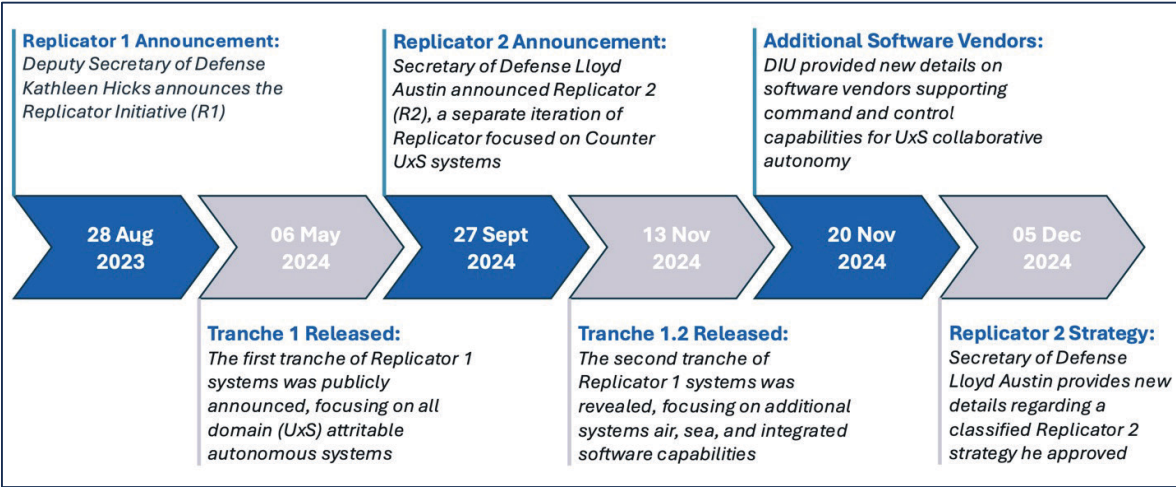 Replicator 1 Announcement:
Deputy Secretary of Defense
Kathleen Hicks announces the
Replicator Initiative (R1)
Replicator 2 Announcement:
Secretary of Defense Lloyd
Austin announced Replicator 2
(R2), a separate iteration of
Replicator focused on Counter
UxS systems
Additional Software Vendors:
DIU provided new details on
software vendors supporting
command and control
capabilities for UxS collaborative
autonomy
28 Aug
2023
06 May
2024
27 Sept
2024
13 Nov
2024
20 Nov
2024
05 Dec
2024
Tranche 1 Released:
The first tranche of Replicator 1
systems was publicly
announced, focusing on all
domain (UxS) attritable
autonomous systems
Tranche 1.2 Released:
The second tranche of
Replicator 1 systems was
revealed, focusing on additional
systems air, sea, and integrated
software capabilities
Replicator 2 Strategy:
Secretary of Defense
Lloyd Austin provides new
details regarding a
classified Replicator 2
strategy he approved